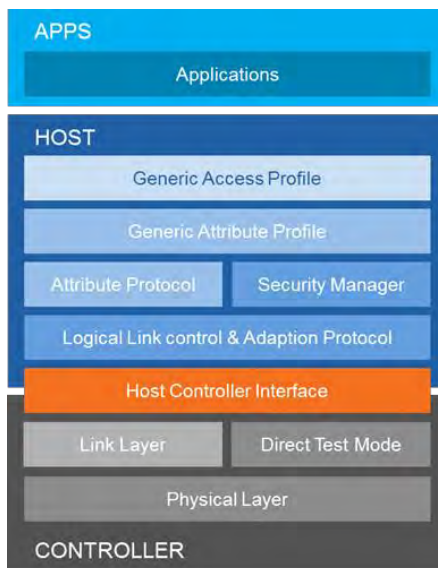 APPS
Applications
HOST
Generic Access Profile
Generic Attribute Profile
Attribute Protocol
Security Manager
Logical Link control & Adaption Protocol
Host Controller Interface
Link Layer
Direct Test Mode
Physical Layer
CONTROLLER